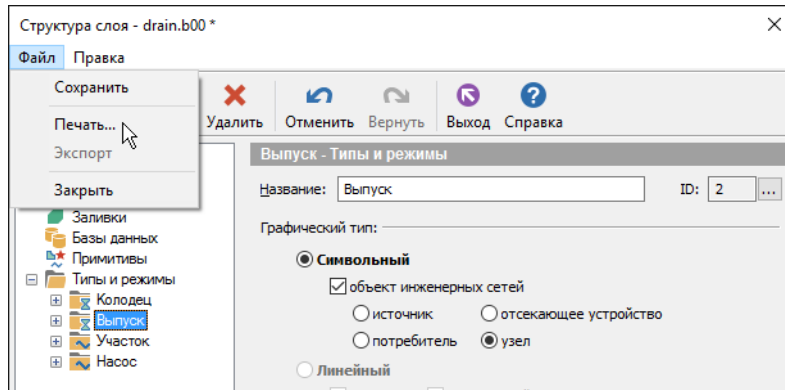 Структура слоя - drain.b00 *
Файл Правка
Сохранить
Печать...
Экспорт
Закрыть
Удалить Отменить Вернуть Выход Справка
Заливки
Базы данных
Примитивы
Типы и режимы
Колодец
Выпуск
Участок
Насос
Выпуск - Типы и режимы
Название: Выпуск ID: 2 ...
Графический тип:
Символьный
объект инженерных сетей
источник отсекающее устройство
потребитель узел
Линейный